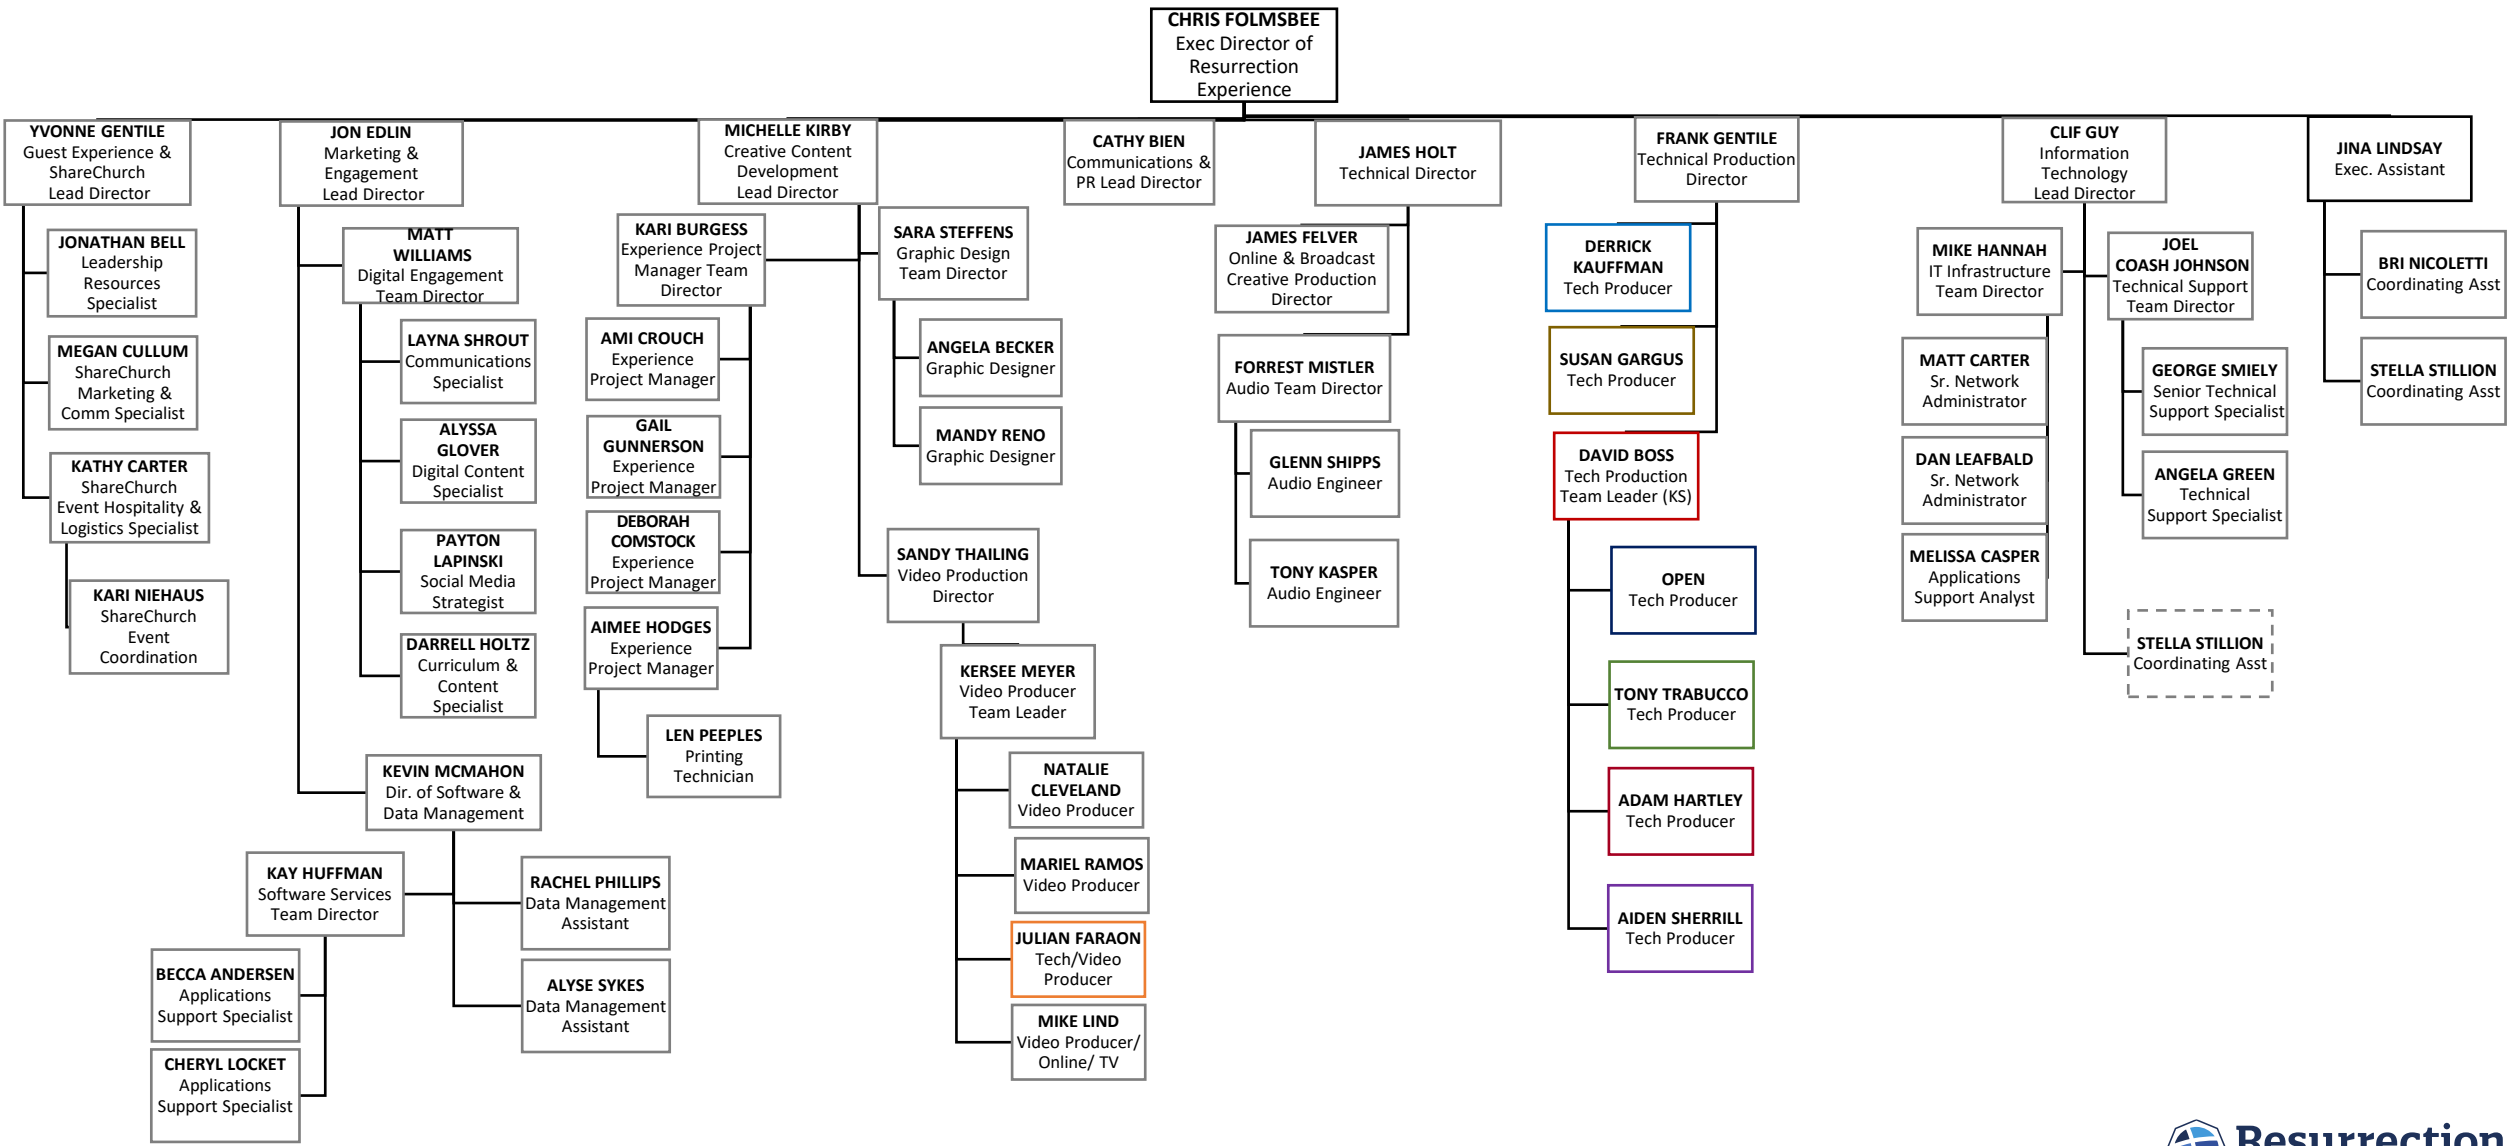 CHRIS FOLMSBEE
Exec Director of
Resurrection
Experience
YVONNE GENTILE
Guest Experience &
ShareChurch
Lead Director
JONATHAN BELL
Leadership
Resources
Specialist
MEGAN CULLUM
ShareChurch
Marketing &
Comm Specialist
KATHY CARTER
ShareChurch
Event Hospitality &
Logistics Specialist
KARI NIEHAUS
ShareChurch
Event
Coordination
JON EDLIN
Marketing &
Engagement
Lead Director
MATT
WILLIAMS
Digital Engagement
Team Director
LAYNA SHROUT
Communications
Specialist
ALYSSA
GLOVER
Digital Content
Specialist
PAYTON
LAPINSKI
Social Media
Strategist
DARRELL HOLTZ
Curriculum &
Content
Specialist
KEVIN MCMAHON
Dir. of Software &
Data Management
KAY HUFFMAN
Software Services
Team Director
BECCA ANDERSEN
Applications
Support Specialist
CHERYL LOCKET
Applications
Support Specialist
RACHEL PHILLIPS
Data Management
Assistant
ALYSE SYKES
Data Management
Assistant
MICHELLE KIRBY
Creative Content
Development
Lead Director
KARI BURGESS
Experience Project
Manager Team
Director
AMI CROUCH
Experience
Project Manager
GAIL
GUNNERSON
Experience
Project Manager
DEBORAH
COMSTOCK
Experience
Project Manager
AIMEE HODGES
Experience
Project Manager
LEN PEEPLES
Printing
Technician
SARA STEFFENS
Graphic Design
Team Director
ANGELA BECKER
Graphic Designer
MANDY RENO
Graphic Designer
SANDY THAILING
Video Production
Director
KERSEE MEYER
Video Producer
Team Leader
NATALIE
CLEVELAND
Video Producer
MARIEL RAMOS
Video Producer
JULIAN FARAON
Tech/Video
Producer
MIKE LIND
Video Producer/
Online/ TV
CATHY BIEN
Communications &
PR Lead Director
JAMES HOLT
Technical Director
JAMES FELVER
Online & Broadcast
Creative Production
Director
FORREST MISTLER
Audio Team Director
GLENN SHIPPS
Audio Engineer
TONY KASPER
Audio Engineer
FRANK GENTILE
Technical Production
Director
DERRICK
KAUFFMAN
Tech Producer
SUSAN GARGUS
Tech Producer
DAVID BOSS
Tech Production
Team Leader (KS)
OPEN
Tech Producer
TONY TRABUCCO
Tech Producer
ADAM HARTLEY
Tech Producer
AIDEN SHERRILL
Tech Producer
CLIF GUY
Information
Technology
Lead Director
MIKE HANNAH
IT Infrastructure
Team Director
MATT CARTER
Sr. Network
Administrator
DAN LEAFBALD
Sr. Network
Administrator
MELISSA CASPER
Applications
Support Analyst
JOEL
COASH JOHNSON
Technical Support
Team Director
GEORGE SMIELY
Senior Technical
Support Specialist
ANGELA GREEN
Technical
Support Specialist
STELLA STILLION
Coordinating Asst
JINA LINDSAY
Exec. Assistant
BRI NICOLETTI
Coordinating Asst
STELLA STILLION
Coordinating Asst
Resurrection